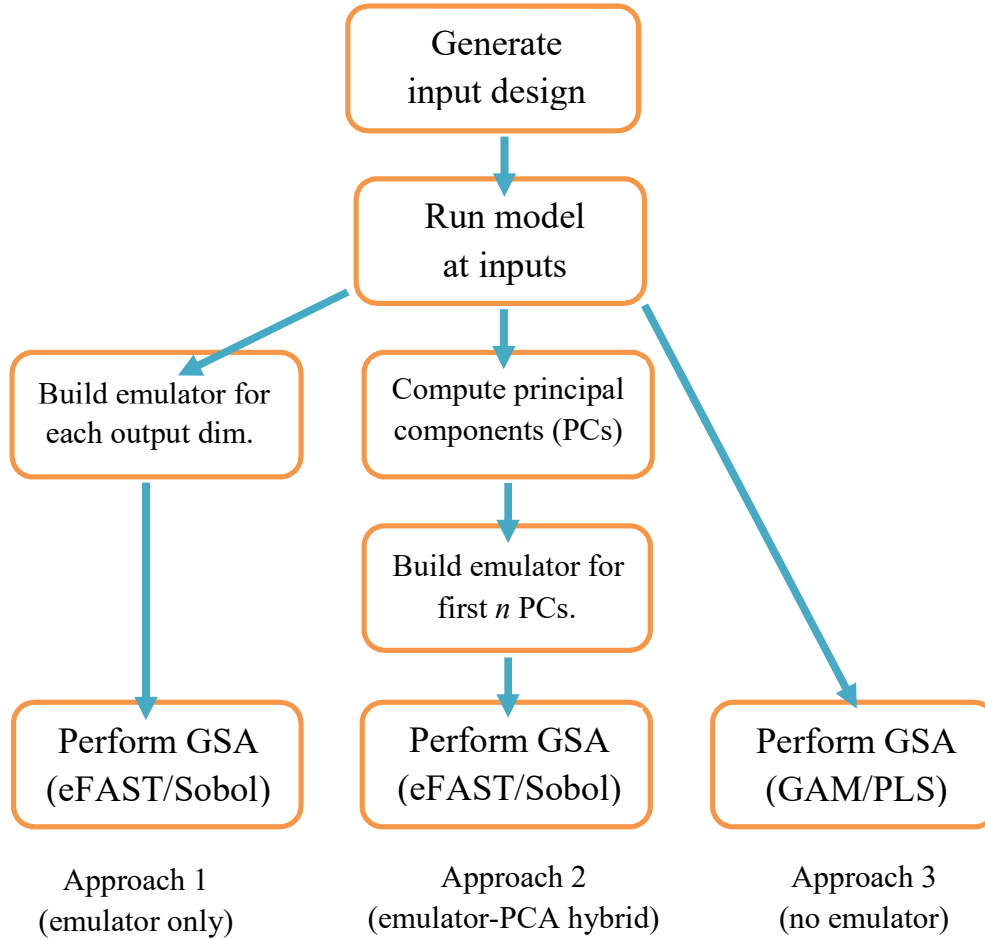 Generate
input design
Run model
at inputs
Build emulator for
each output dim.
Compute principal
components (PCs)
Build emulator for
first n PCs.
Perform GSA
(eFAST/Sobol)
Perform GSA
(eFAST/Sobol)
Perform GSA
(GAM/PLS)
Approach 1
(emulator only)
Approach 2
(emulator-PCA hybrid)
Approach 3
(no emulator)